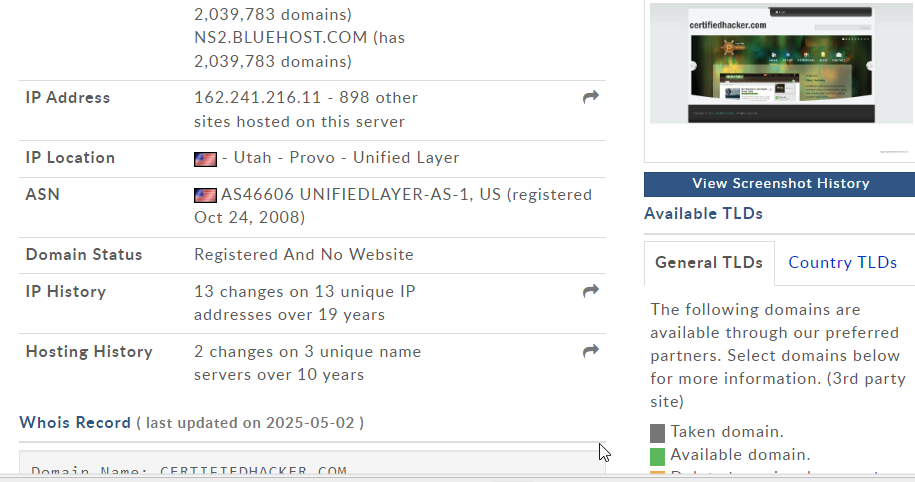 2,039,783 domains)
NS2.BLUEHOST.COM (has
2,039,783 domains)
IP Address
162.241.216.11 - 898 other
sites hosted on this server
IP Location
- Utah - Provo - Unified Layer
ASN
AS46606 UNIFIEDLAYER-AS-1, US (registered
Oct 24, 2008)
Domain Status
Registered And No Website
IP History
13 changes on 13 unique IP
addresses over 19 years
Hosting History
2 changes on 3 unique name
servers over 10 years
Whois Record ( last updated on 2025-05-02 )
Domain Name: CERTIFIEDHACKER.COM
certifiedhacker.com
View Screenshot History
Available TLDs
General TLDs
Country TLDs
The following domains are
available through our preferred
partners. Select domains below
for more information. (3rd party
site)
Taken domain.
Available domain.